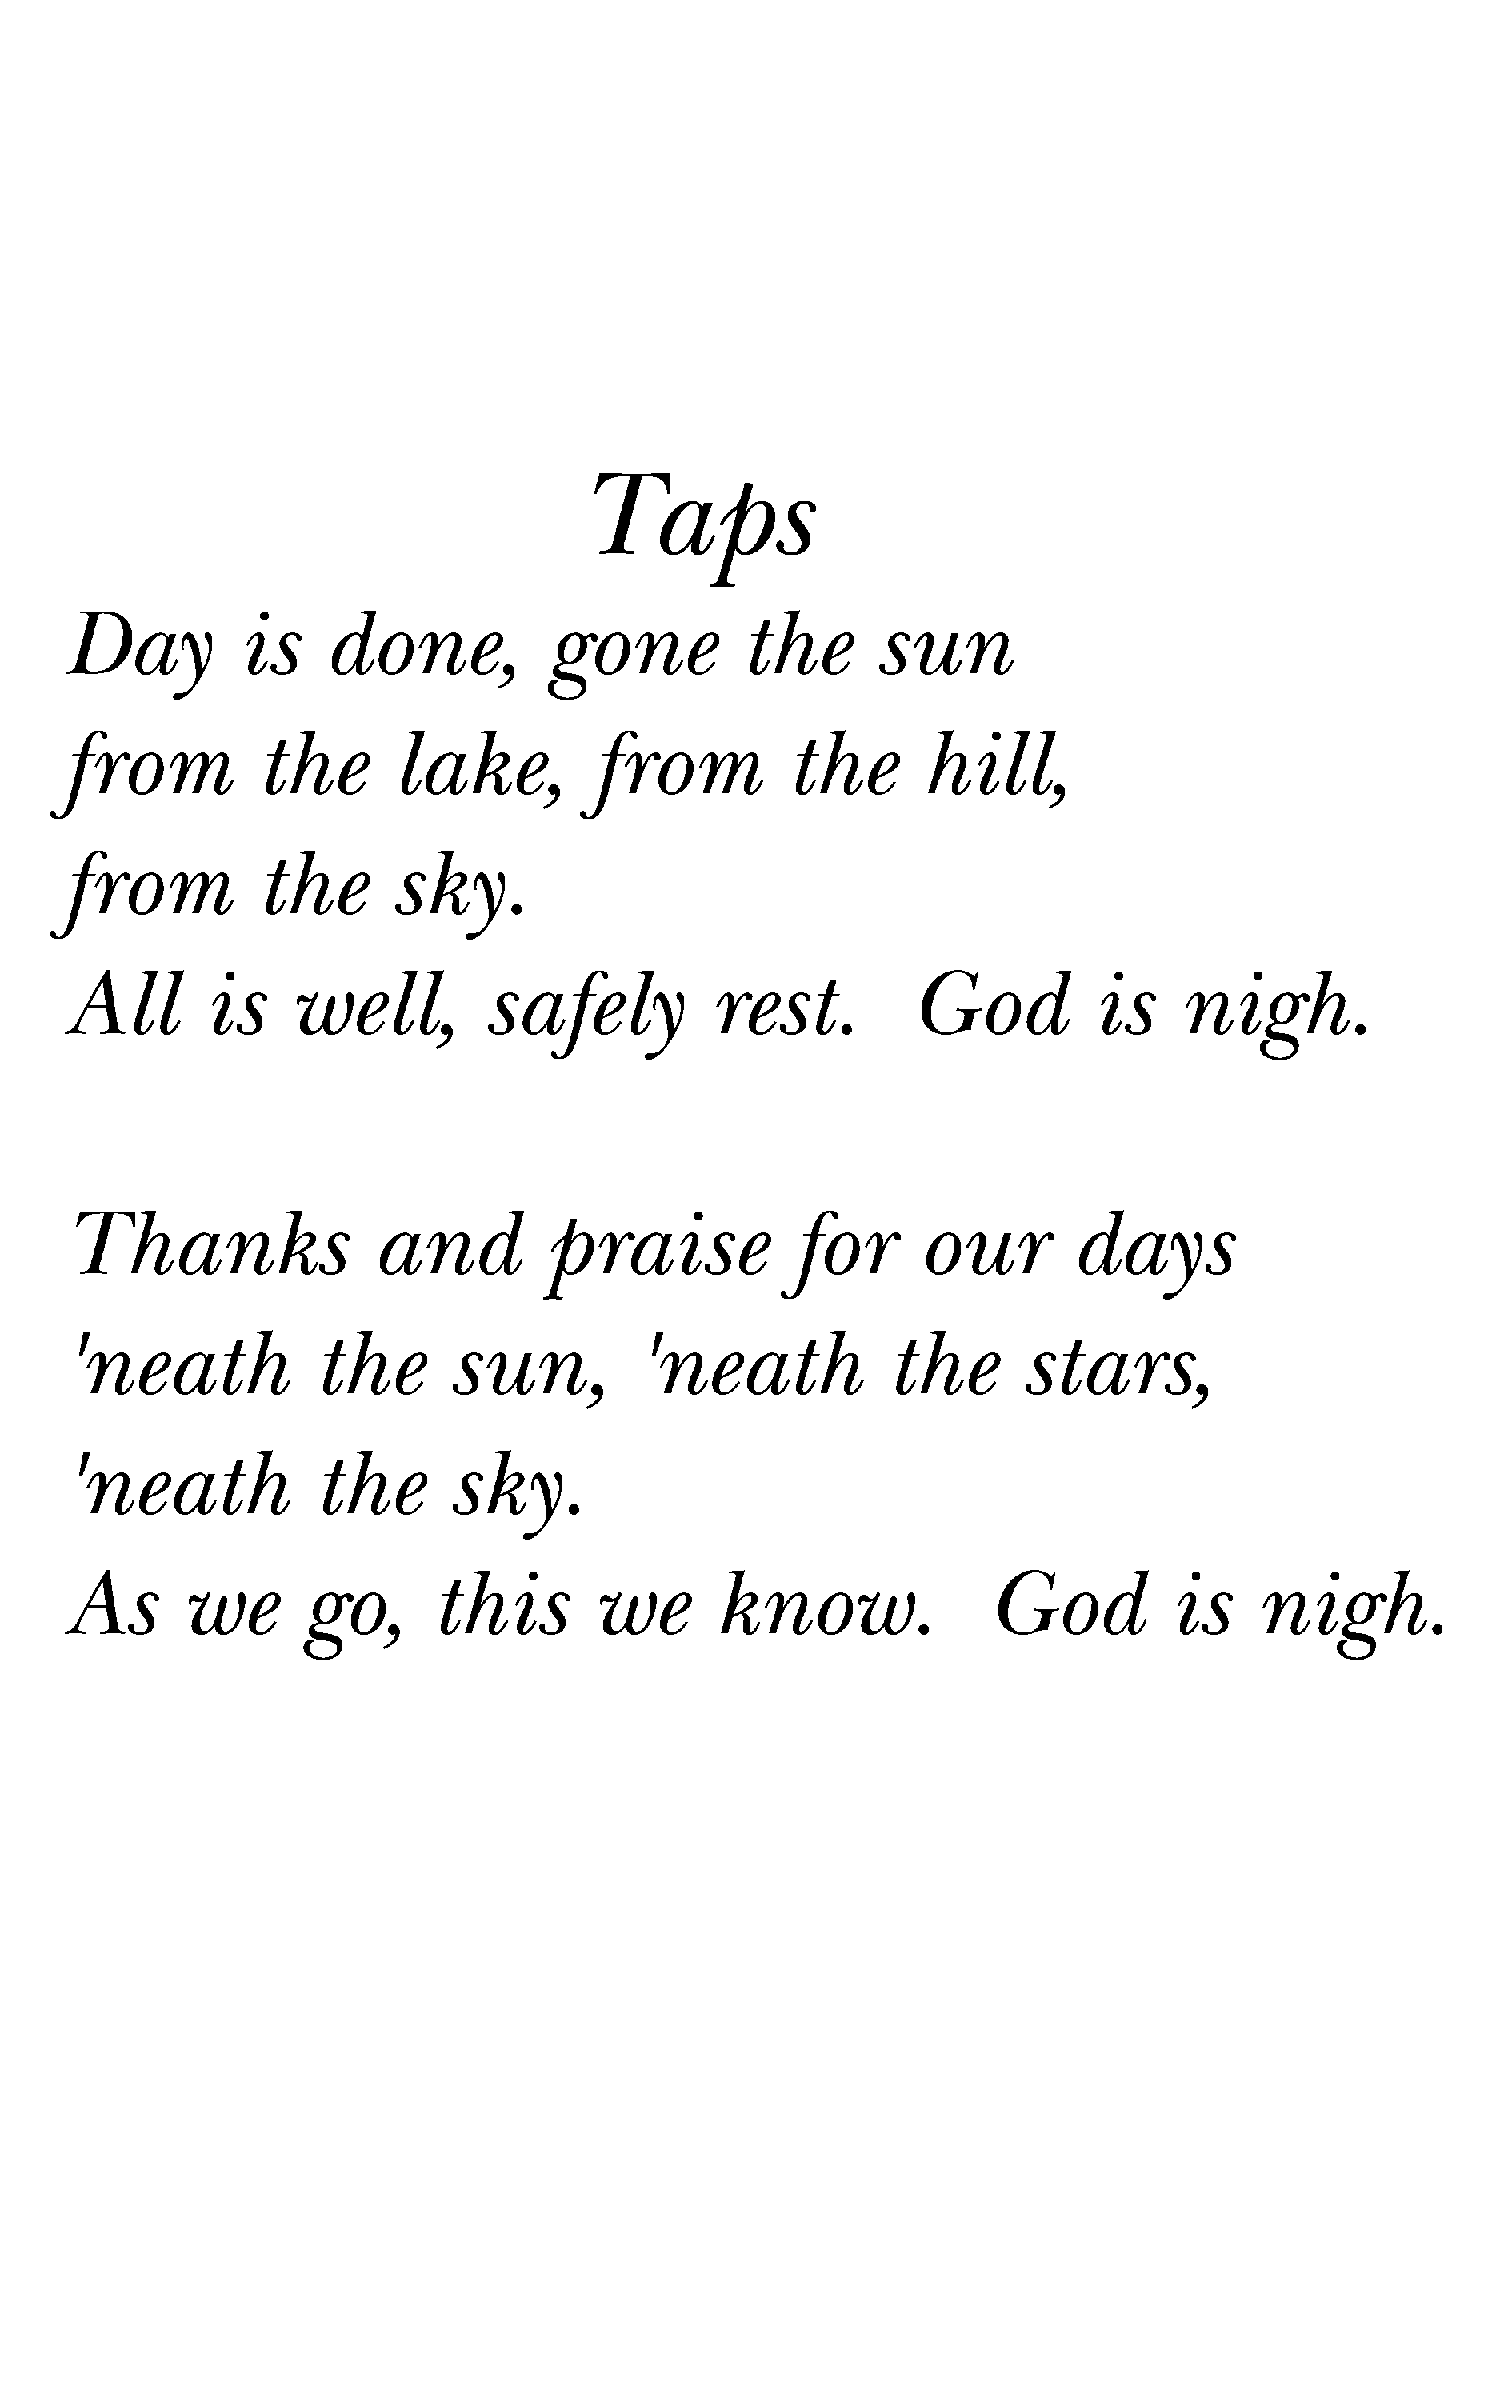 Taps
Day is done, gone the sun
from the lake, from the hill,
from the sky.
All is well, safely rest.  God is nigh.
Thanks and praise for our days
'neath the sun, 'neath the stars,
'neath the sky.
As we go, this we know.  God is nigh.